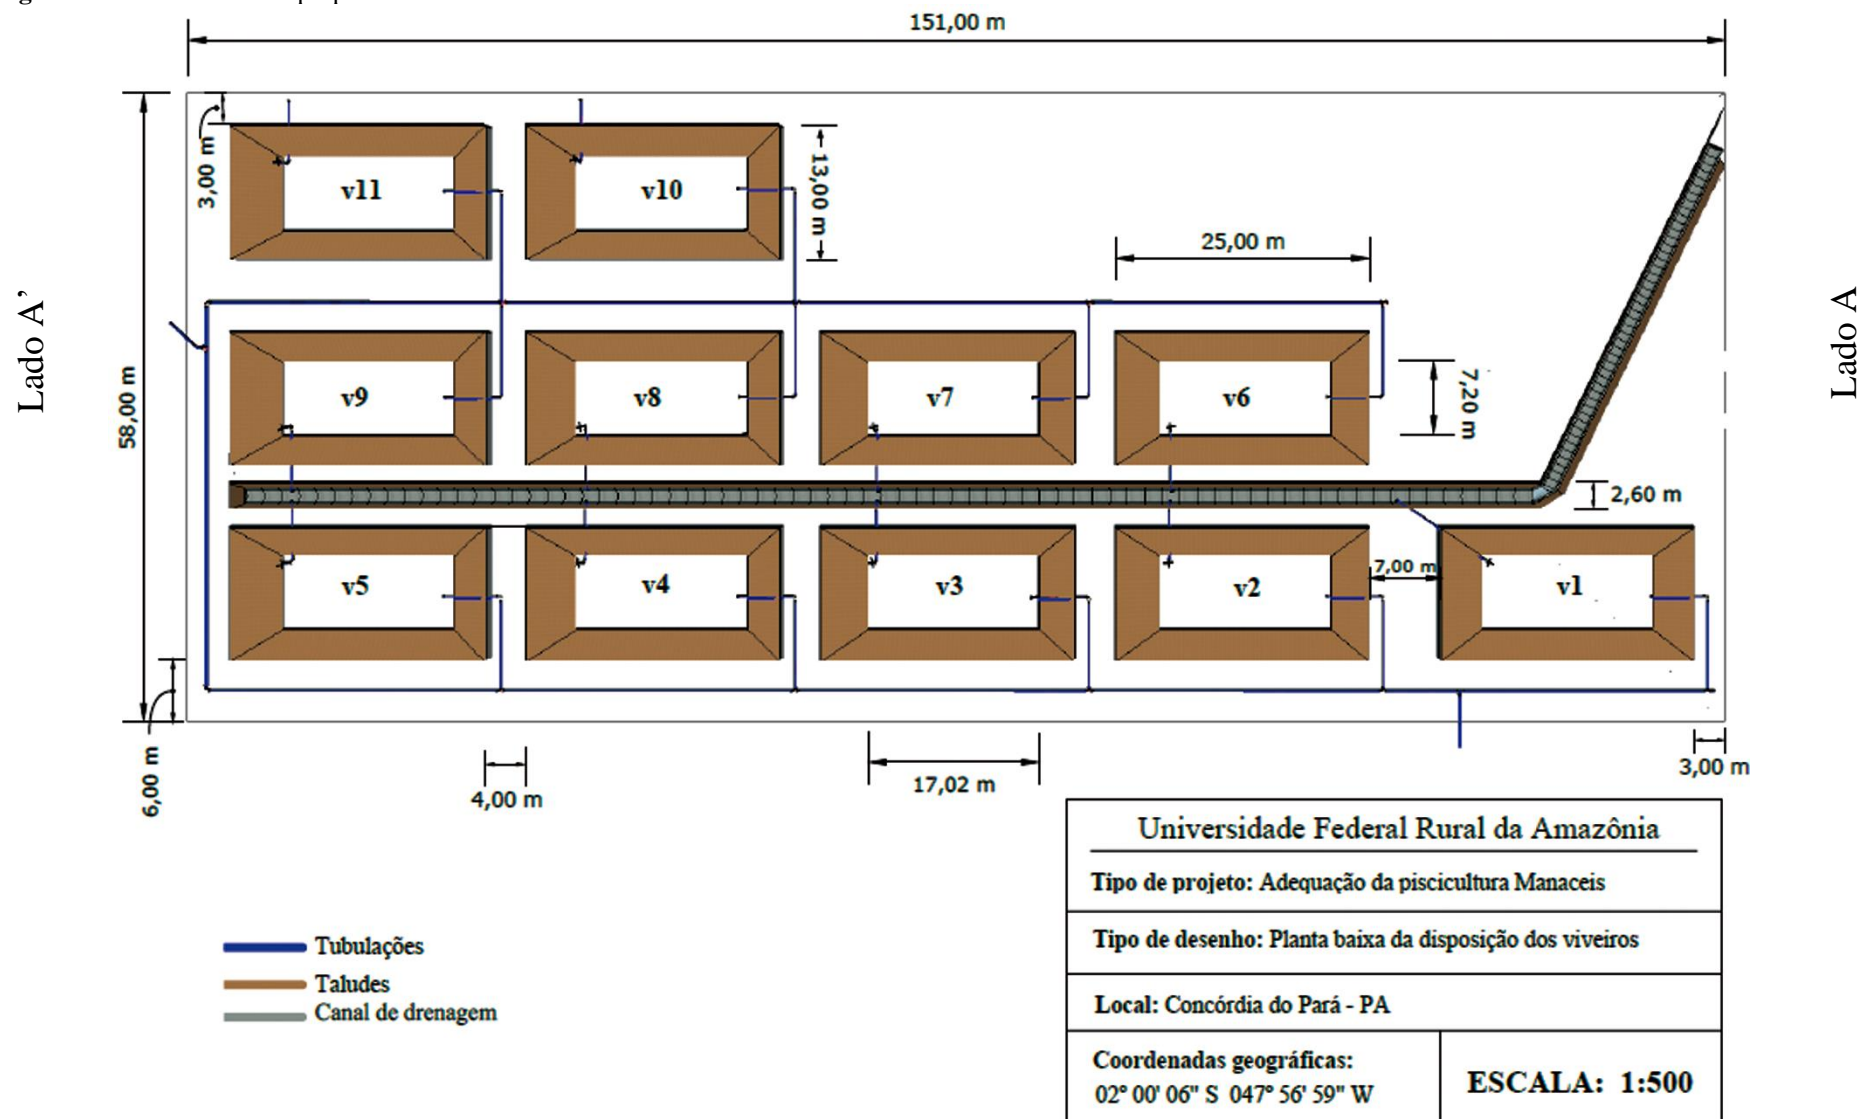 151,00 m
3,00 m
v11
v10
13,00 m
25,00 m
Lado A’
Lado A
58,00 m
v9
v8
v7
v6
7,20 m
2,60 m
v5
v4
v3
v2
7,00 m
v1
6,00 m
4,00 m
17,02 m
3,00 m
Universidade Federal Rural da Amazônia
Tipo de projeto: Adequação da piscicultura Manaceis
Tipo de desenho: Planta baixa da disposição dos viveiros
Local: Concórdia do Pará - PA
Coordenadas geográficas:
02º 00' 06" S 047º 56' 59" W
ESCALA: 1:500
Tubulações
Taludes
Canal de drenagem